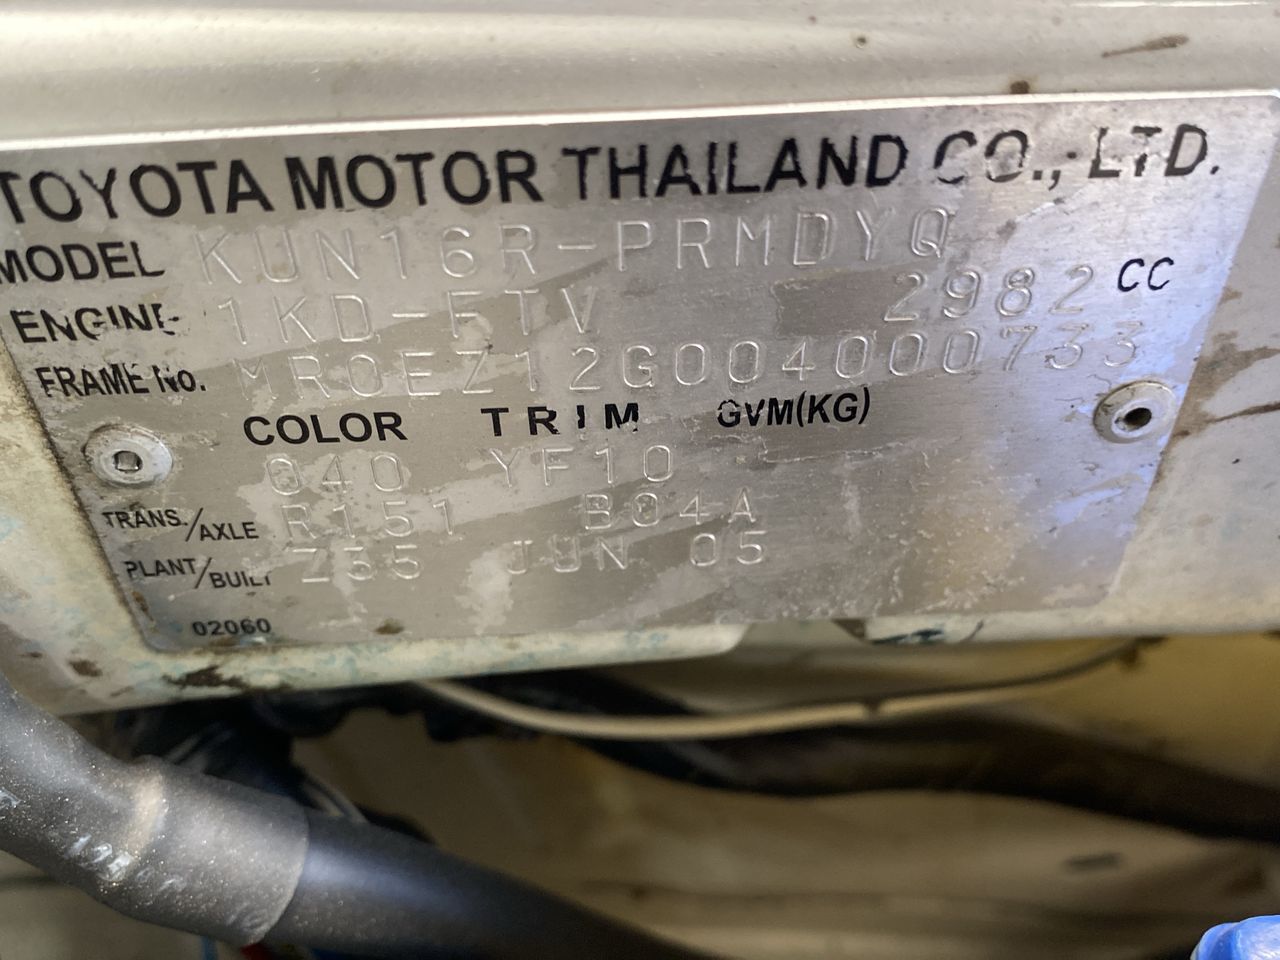 TOYOTA MOTOR THAILAND CO., LTD.
MODEL KUN16R-PRMDYQ
ENGINE 1KD-FTV 2982 CC
FRAME No. MR0EZ12G004000733
COLOR TRIM GVM(KG)
040 YF10
TRANS./AXLE R151 B04A
PLANT/BUILT Z55 JUN 05
02060